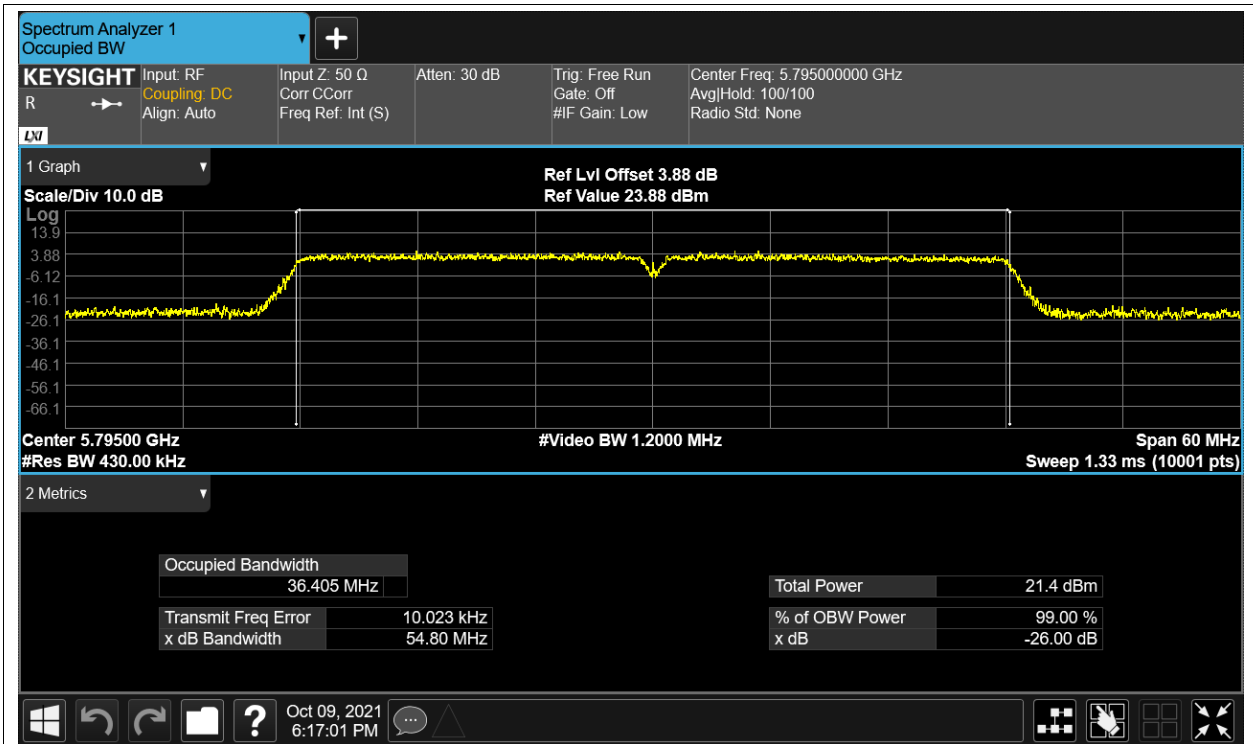 Spectrum Analyzer 1
Occupied BW
KEYSIGHT
R
LXI
Input: RF
Coupling: DC
Align: Auto
Input Z: 50 Ω
Corr CCorr
Freq Ref: Int (S)
Atten: 30 dB
Trig: Free Run
Gate: Off
#IF Gain: Low
Center Freq: 5.795000000 GHz
Avg|Hold: 100/100
Radio Std: None
1 Graph
Scale/Div 10.0 dB
Ref Lvl Offset 3.88 dB
Ref Value 23.88 dBm
Log
13.9
3.88
-6.12
-16.1
-26.1
-36.1
-46.1
-56.1
-66.1
Center 5.79500 GHz
#Res BW 430.00 kHz
#Video BW 1.2000 MHz
Span 60 MHz
Sweep 1.33 ms (10001 pts)
2 Metrics
Occupied Bandwidth
36.405 MHz
Transmit Freq Error 10.023 kHz
x dB Bandwidth 54.80 MHz
Total Power 21.4 dBm
% of OBW Power 99.00 %
x dB -26.00 dB
?
Oct 09, 2021
6:17:01 PM